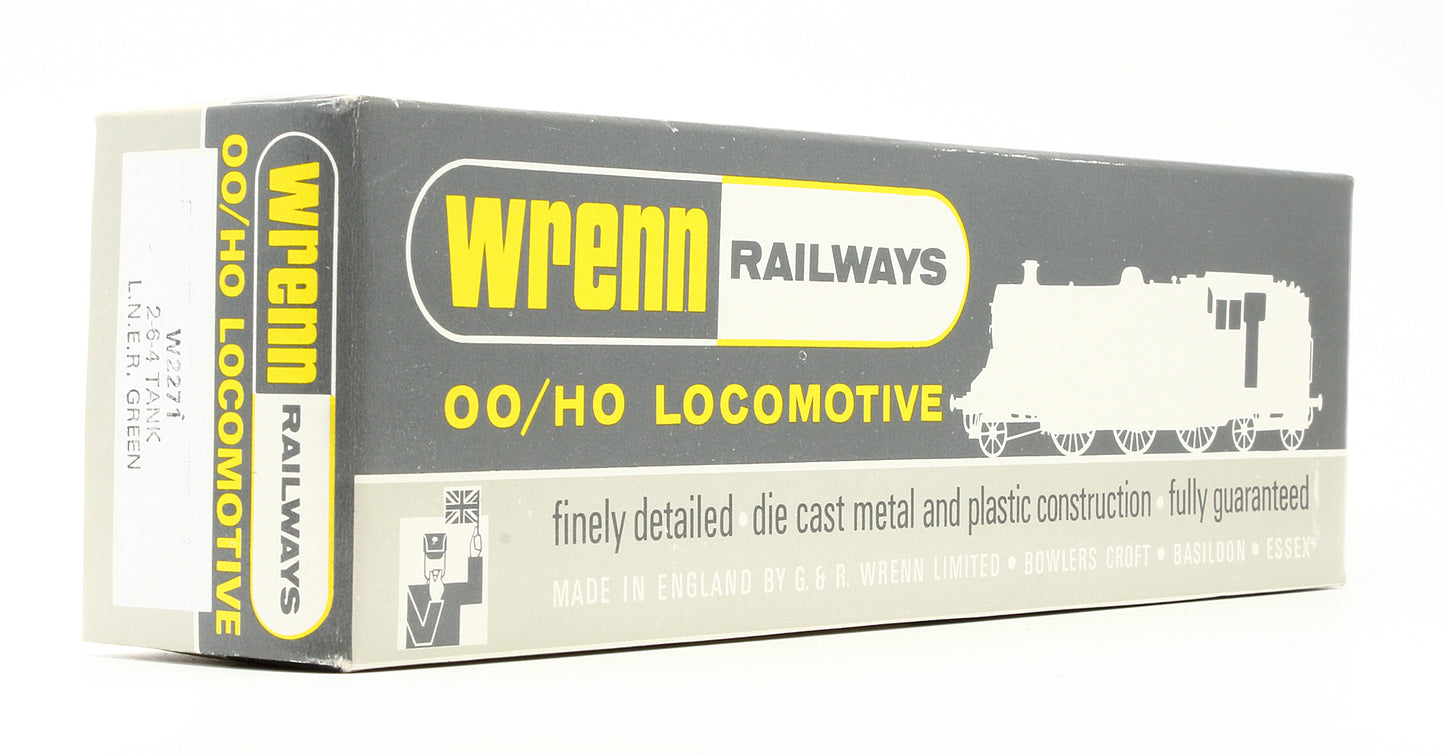 W2271
2-6-4 TANK
L.N.E.R. GREEN
OO/HO LOCOMOTIVE
wrenn RAILWAYS
wrenn RAILWAYS
OO/HO LOCOMOTIVE
finely detailed • die cast metal and plastic construction • fully guaranteed
MADE IN ENGLAND BY G. & R. WRENN LIMITED • BOWLERS CROFT • BASILDON • ESSEX